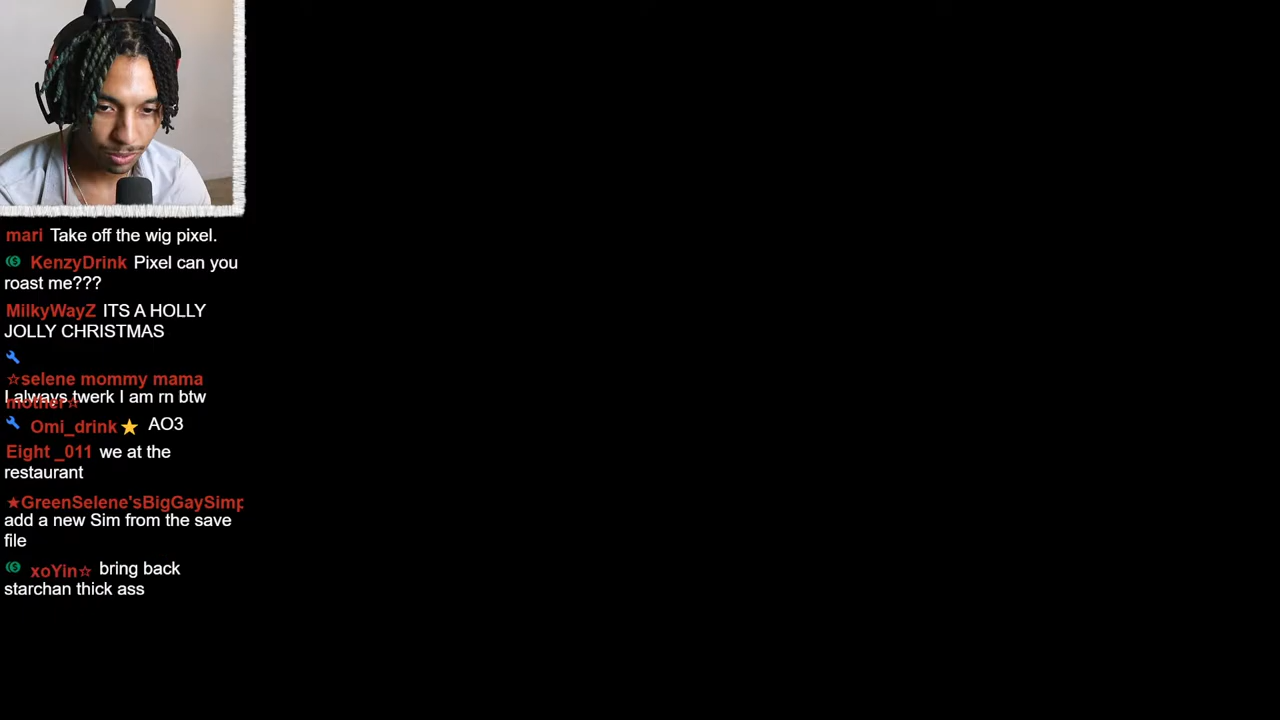 mari Take off the wig pixel.
KenzyDrink Pixel can you
roast me???
MilkyWayZ ITS A HOLLY
JOLLY CHRISTMAS
☆selene mommy mama
mother☆
I always twerk I am rn btw
Omi_drink⭐ AO3
Eight _011 we at the
restaurant
★GreenSelene'sBigGaySimp
add a new Sim from the save
file
xoYin☆ bring back
starchan thick ass